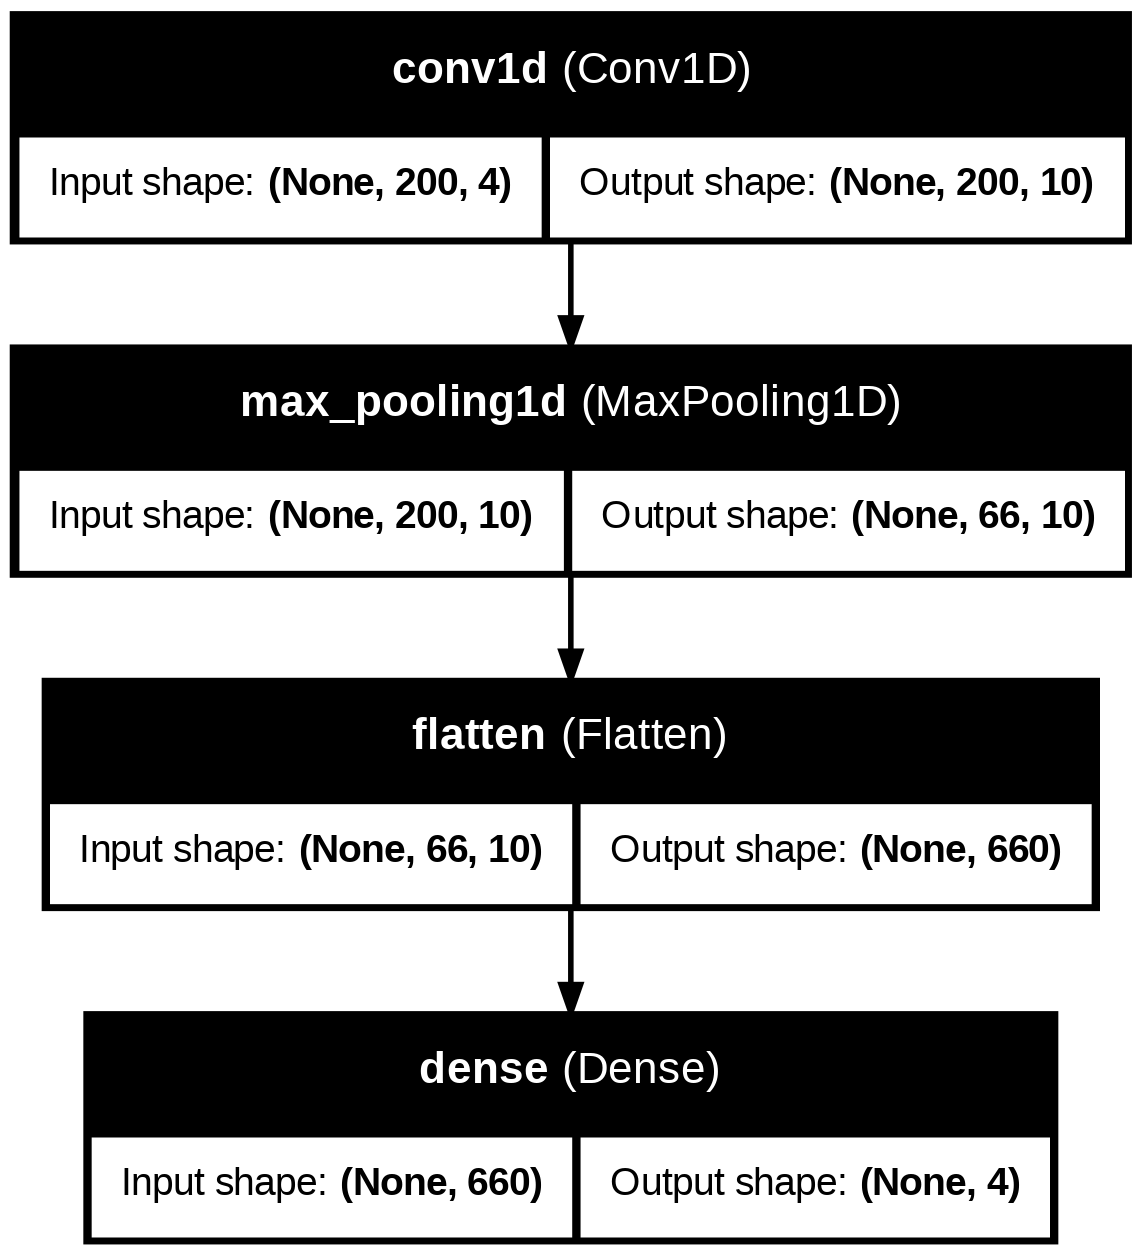 conv1d (Conv1D)
Input shape: (None, 200, 4) Output shape: (None, 200, 10)
max_pooling1d (MaxPooling1D)
Input shape: (None, 200, 10) Output shape: (None, 66, 10)
flatten (Flatten)
Input shape: (None, 66, 10) Output shape: (None, 660)
dense (Dense)
Input shape: (None, 660) Output shape: (None, 4)